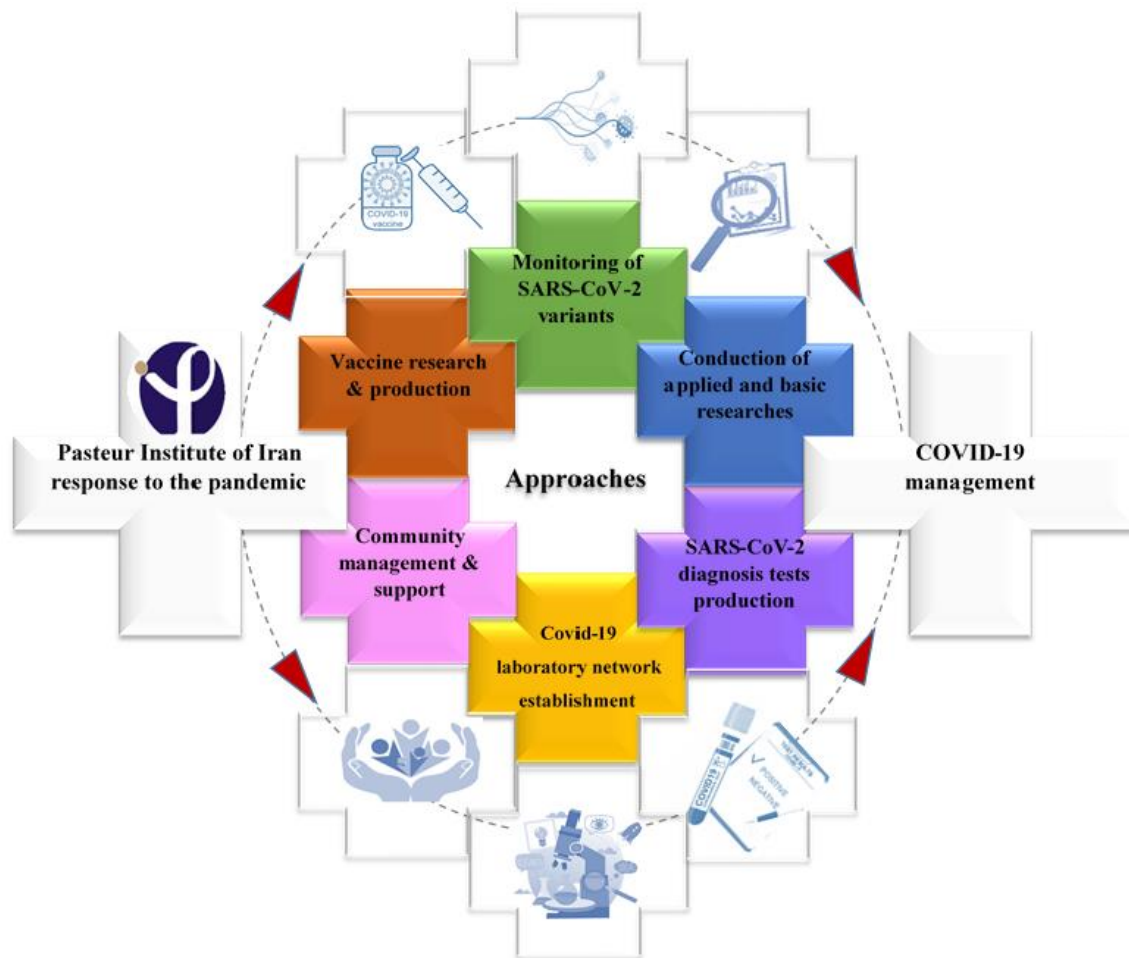 COVID-19
vaccine
Monitoring of
SARS-CoV-2
variants
Vaccine research
& production
Conduction of
applied and basic
researches
Pasteur Institute of Iran
response to the pandemic
Approaches
COVID-19
management
Community
management &
support
SARS-CoV-2
diagnosis tests
production
Covid-19
laboratory network
establishment
COVID19
TEST RESULTS
POSITIVE
NEGATIVE